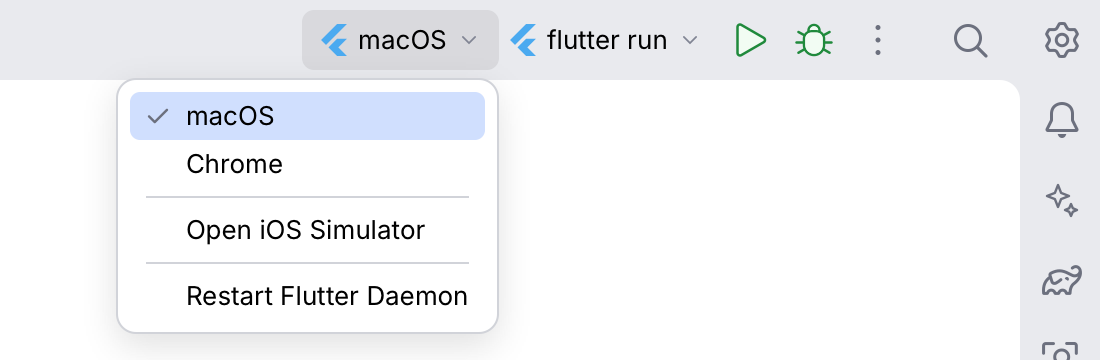 macOS flutter run
macOS
Chrome
Open iOS Simulator
Restart Flutter Daemon